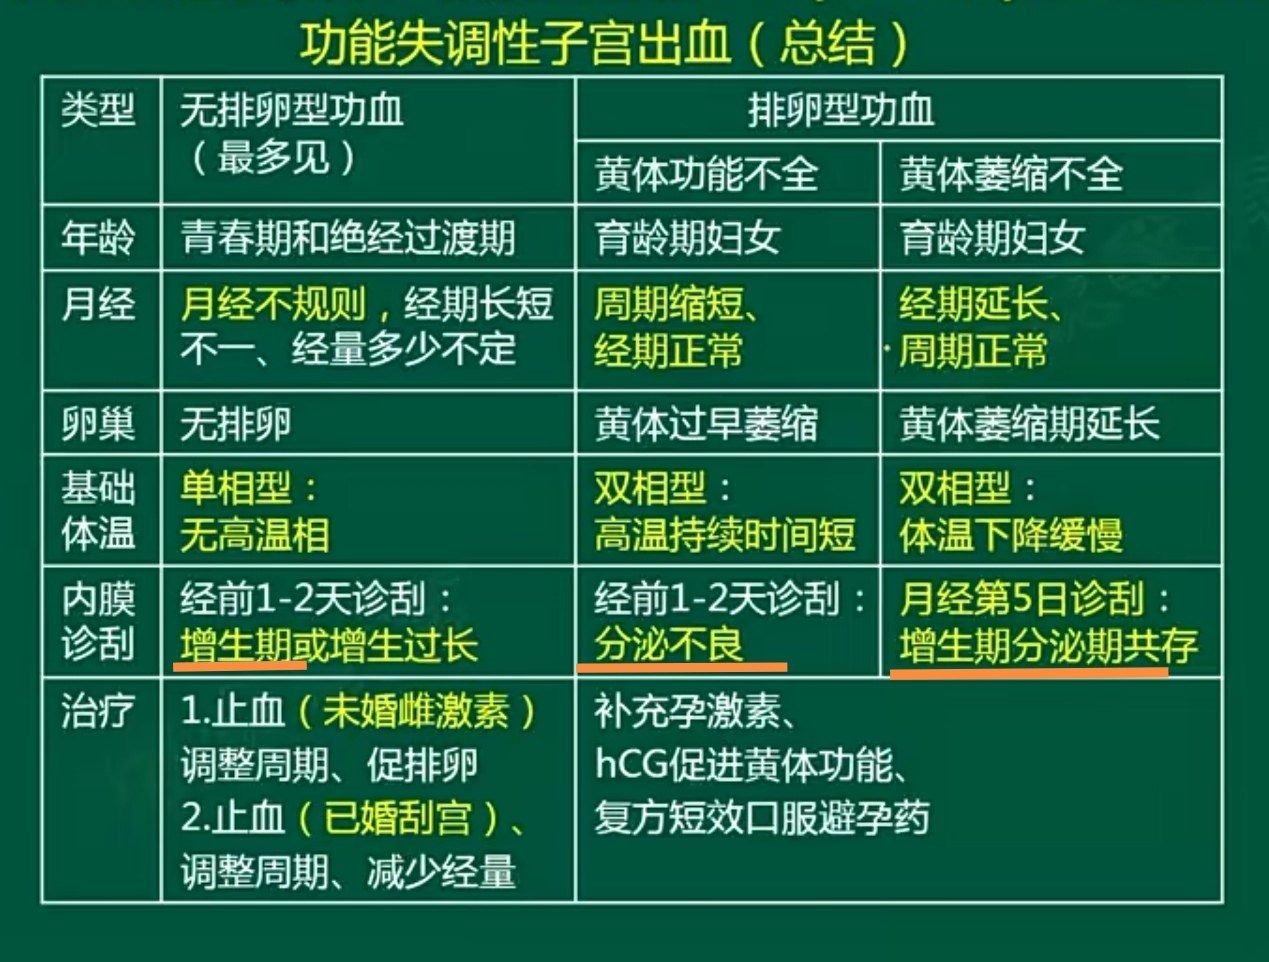 功能失调性子宫出血（总结）
类型
无排卵型功血
（最多见）
排卵型功血
黄体功能不全
黄体萎缩不全
年龄
青春期和绝经过渡期
育龄期妇女
育龄期妇女
月经
月经不规则，经期长短
不一、经量多少不定
周期缩短、
经期正常
经期延长、
周期正常
卵巢
无排卵
黄体过早萎缩
黄体萎缩期延长
基础
体温
单相型：
无高温相
双相型：
高温持续时间短
双相型：
体温下降缓慢
内膜
诊刮
经前1-2天诊刮：
增生期或增生过长
经前1-2天诊刮：
分泌不良
月经第5日诊刮：
增生期分泌期共存
治疗
1.止血（未婚雌激素）
调整周期、促排卵
2.止血（已婚刮宫）、
调整周期、减少经量
补充孕激素、
hCG促进黄体功能、
复方短效口服避孕药